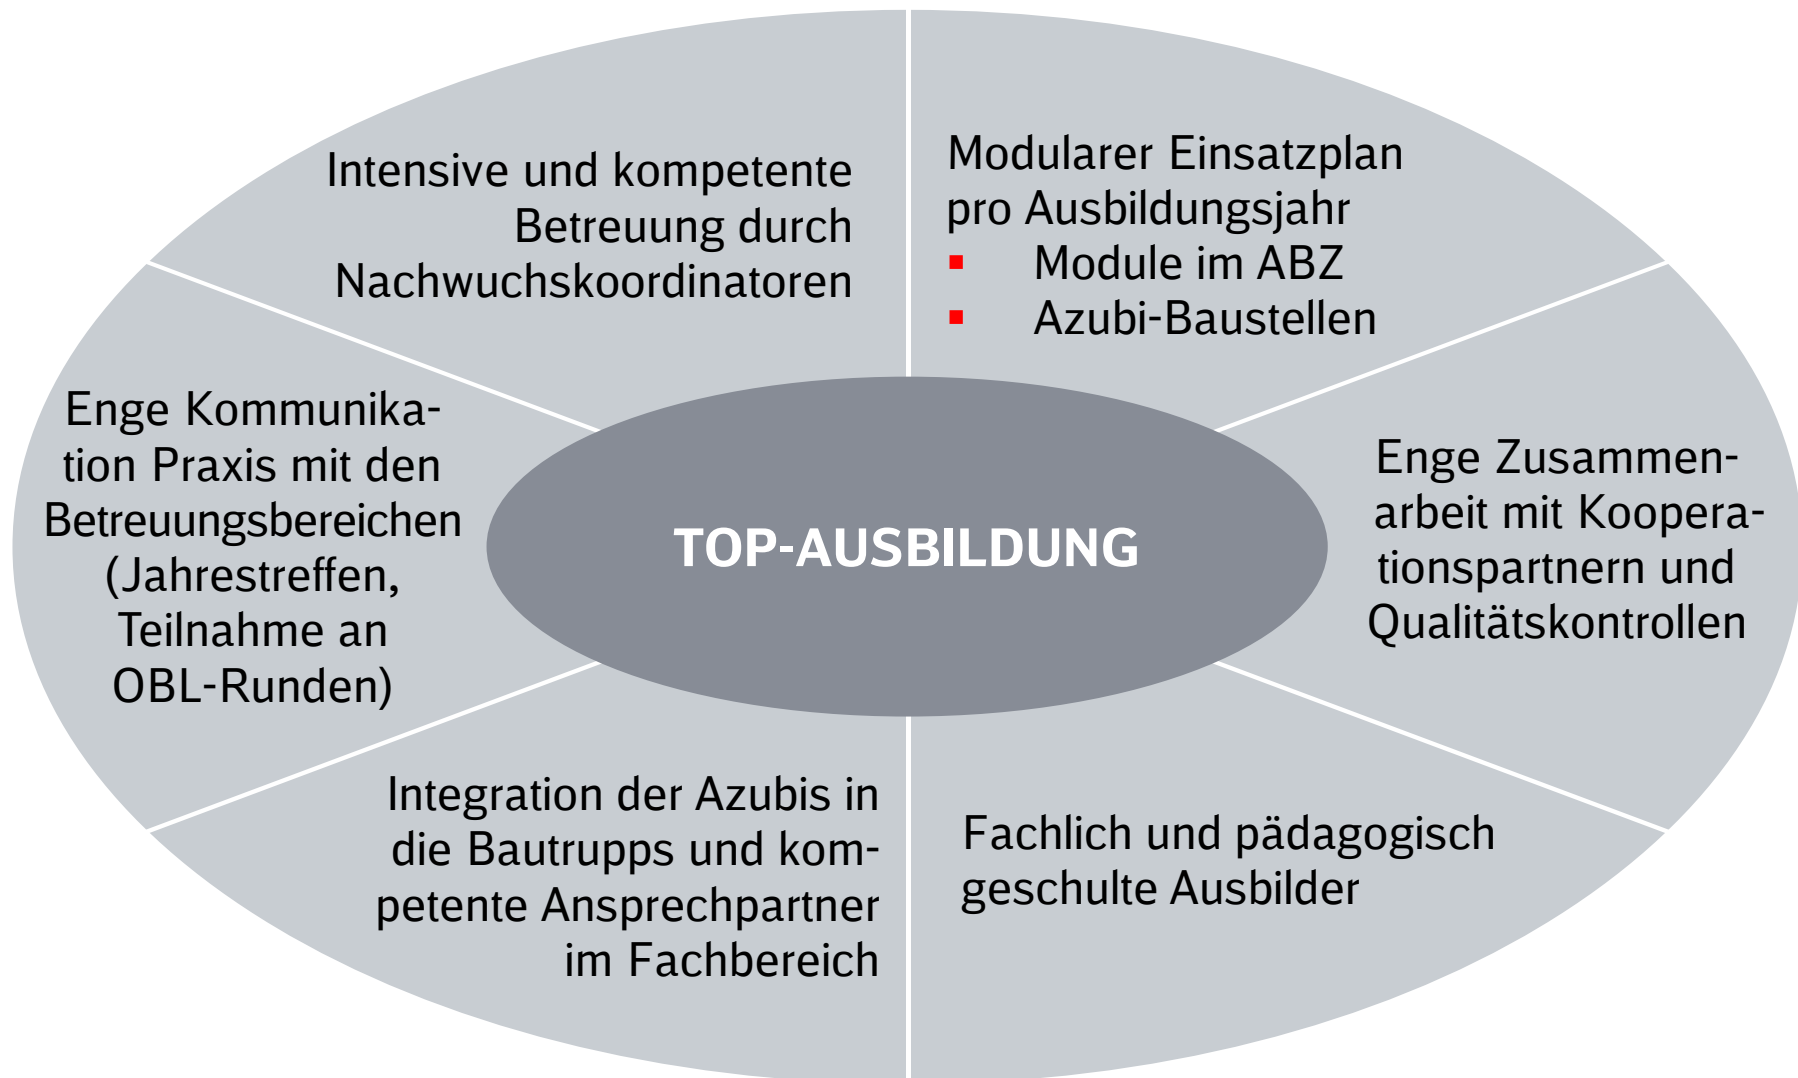 Intensive und kompetente
Betreuung durch
Nachwuchskoordinatoren
Modularer Einsatzplan
pro Ausbildungsjahr
▪ Module im ABZ
▪ Azubi-Baustellen
Enge Kommunika-
tion Praxis mit den
Betreuungsbereichen
(Jahrestreffen,
Teilnahme an
OBL-Runden)
TOP-AUSBILDUNG
Enge Zusammen-
arbeit mit Koopera-
tionspartnern und
Qualitätskontrollen
Integration der Azubis in
die Bautrupps und kom-
petente Ansprechpartner
im Fachbereich
Fachlich und pädagogisch
geschulte Ausbilder